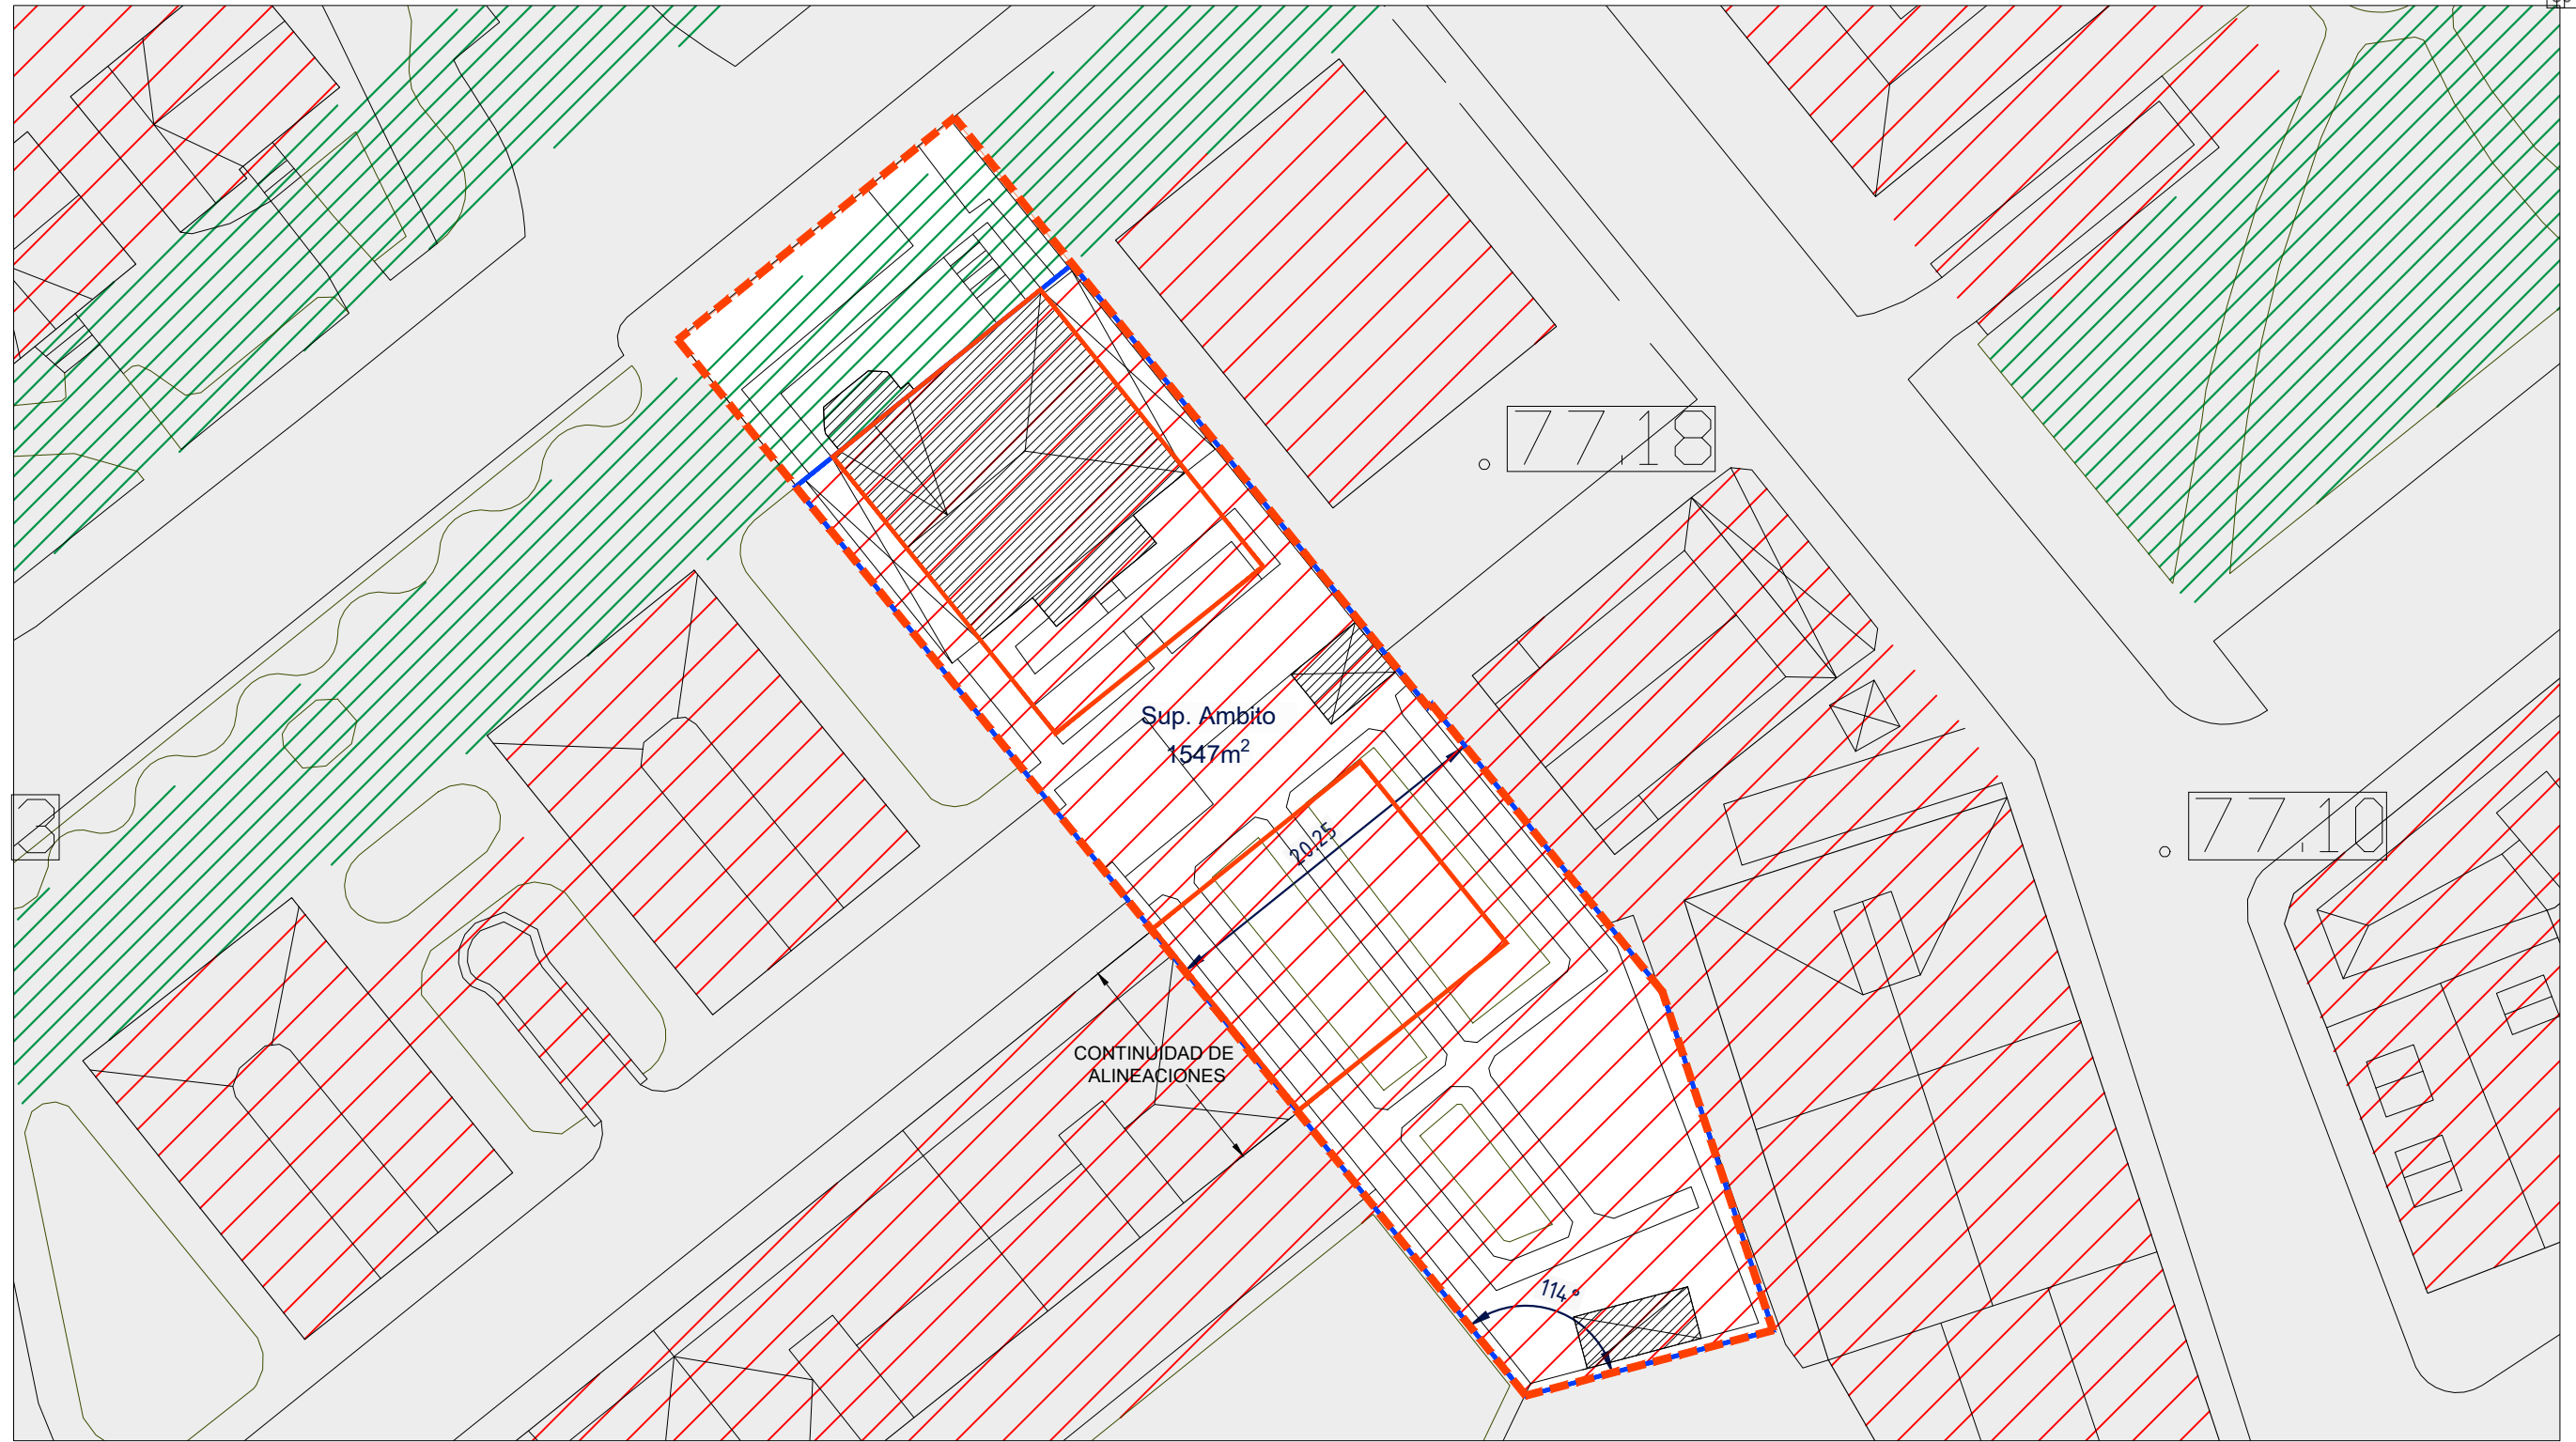 77,18
Sup. Ambito
1547m²
20.25
77,10
CONTINUIDAD DE
ALINEACIONES
114°